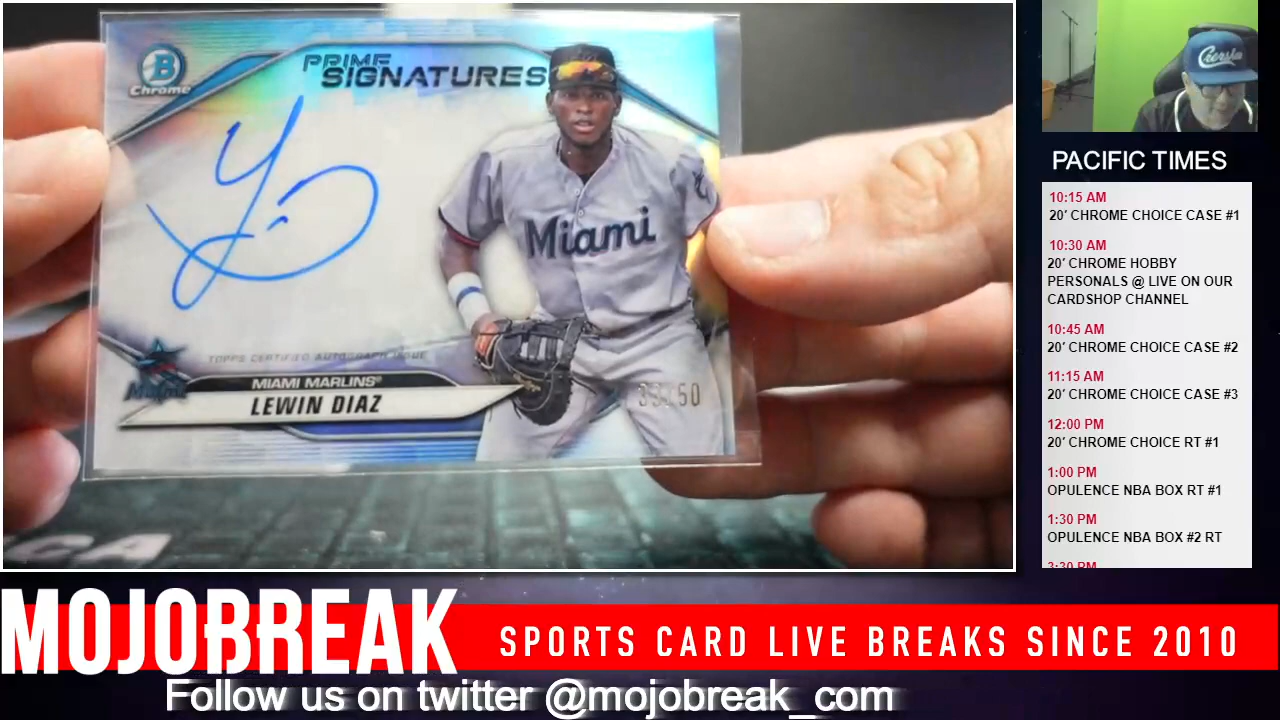 B
Chrome
PRIME
SIGNATURES
Miami
TOPPS CERTIFIED AUTOGRAPH ISSUE
MIAMI MARLINS®
LEWIN DIAZ
PACIFIC TIMES
10:15 AM
20' CHROME CHOICE CASE #1
10:30 AM
20' CHROME HOBBY
PERSONALS @ LIVE ON OUR
CARDSHOP CHANNEL
10:45 AM
20' CHROME CHOICE CASE #2
11:15 AM
20' CHROME CHOICE CASE #3
12:00 PM
20' CHROME CHOICE RT #1
1:00 PM
OPULENCE NBA BOX RT #1
1:30 PM
OPULENCE NBA BOX #2 RT
3:30 PM
MOJOBREAK
SPORTS CARD LIVE BREAKS SINCE 2010
Follow us on twitter @mojobreak_com